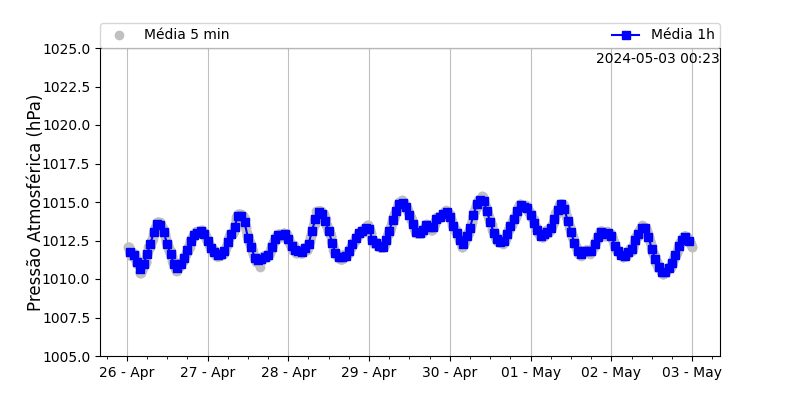 Média 5 min
Média 1h
2024-05-03 00:23
Pressão Atmosférica (hPa)
1025.0
1022.5
1020.0
1017.5
1015.0
1012.5
1010.0
1007.5
1005.0
26 - Apr
27 - Apr
28 - Apr
29 - Apr
30 - Apr
01 - May
02 - May
03 - May